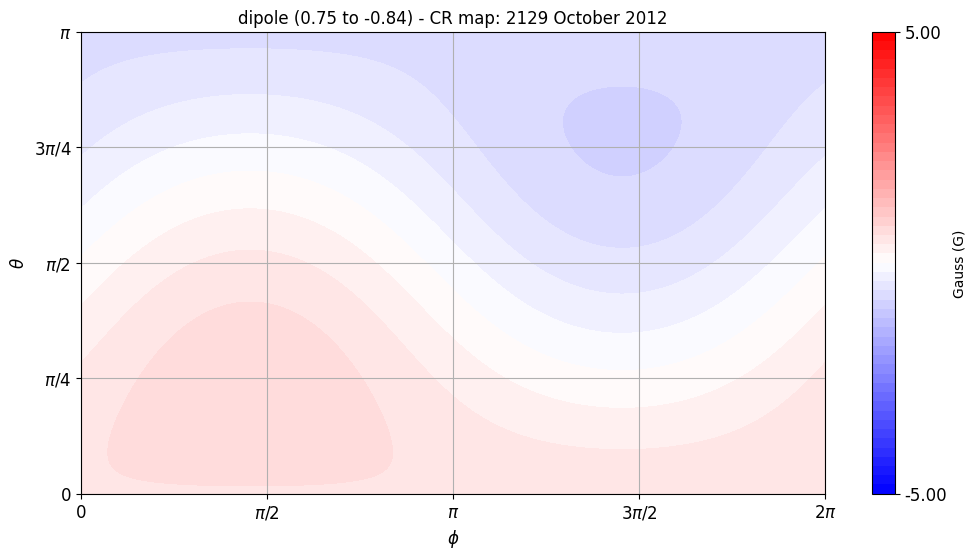 dipole (0.75 to -0.84) - CR map: 2129 October 2012
π
3π/4
π/2
π/4
0
θ
0
π/2
π
3π/2
2π
ϕ
5.00
-5.00
Gauss (G)